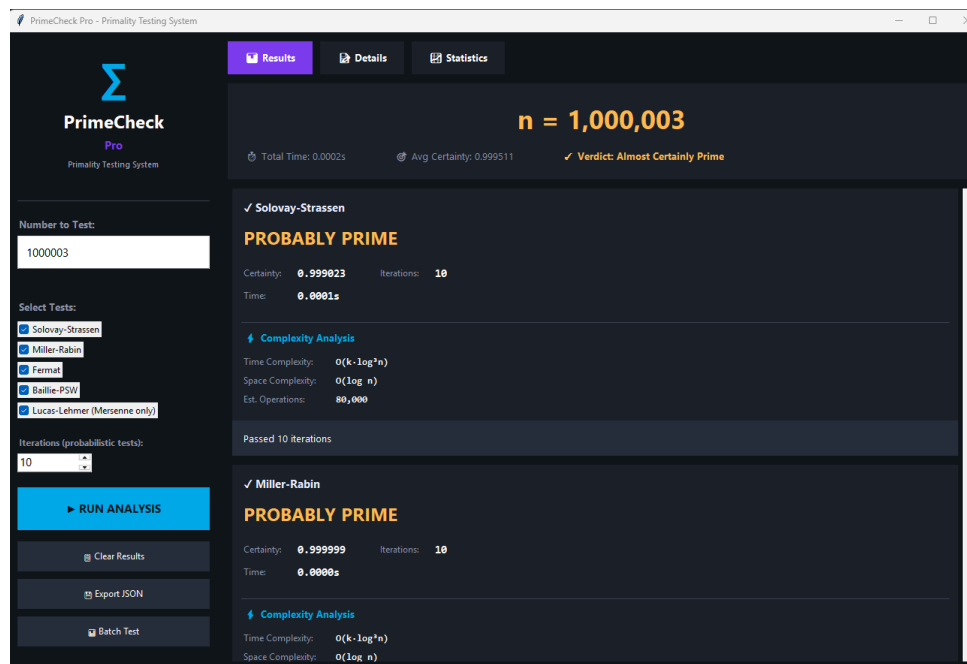 PrimeCheck Pro - Primality Testing System
Σ
PrimeCheck
Pro
Primality Testing System
Number to Test:
1000003
Select Tests:
Solovay-Strassen
Miller-Rabin
Fermat
Baillie-PSW
Lucas-Lehmer (Mersenne only)
Iterations (probabilistic tests):
10
► RUN ANALYSIS
Clear Results
Export JSON
Batch Test
Results Details Statistics
n = 1,000,003
Total Time: 0.0002s Avg Certainty: 0.999511 ✓ Verdict: Almost Certainly Prime
✓ Solovay-Strassen
PROBABLY PRIME
Certainty: 0.999023 Iterations: 10
Time: 0.0001s
Complexity Analysis
Time Complexity: O(k·log³n)
Space Complexity: O(log n)
Est. Operations: 80,000
Passed 10 iterations
✓ Miller-Rabin
PROBABLY PRIME
Certainty: 0.999999 Iterations: 10
Time: 0.0000s
Complexity Analysis
Time Complexity: O(k·log³n)
Space Complexity: O(log n)